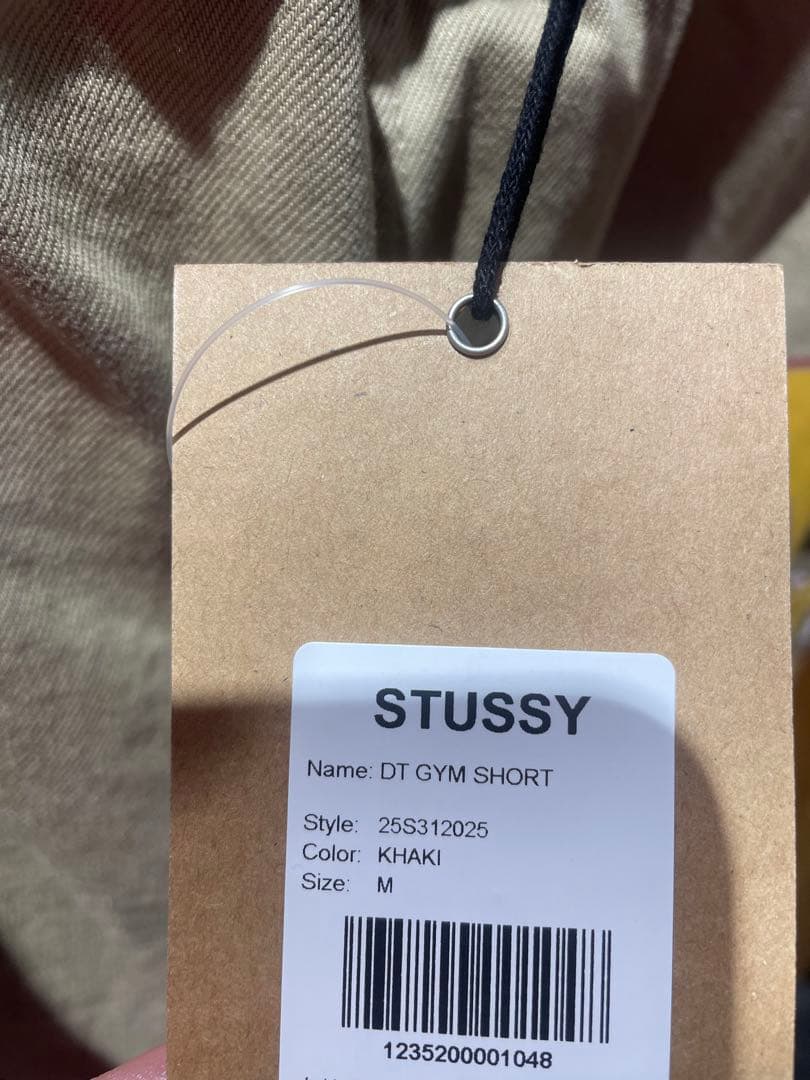 STUSSY
Name: DT GYM SHORT
Style: 25S312025
Color: KHAKI
Size: M
1235200001048